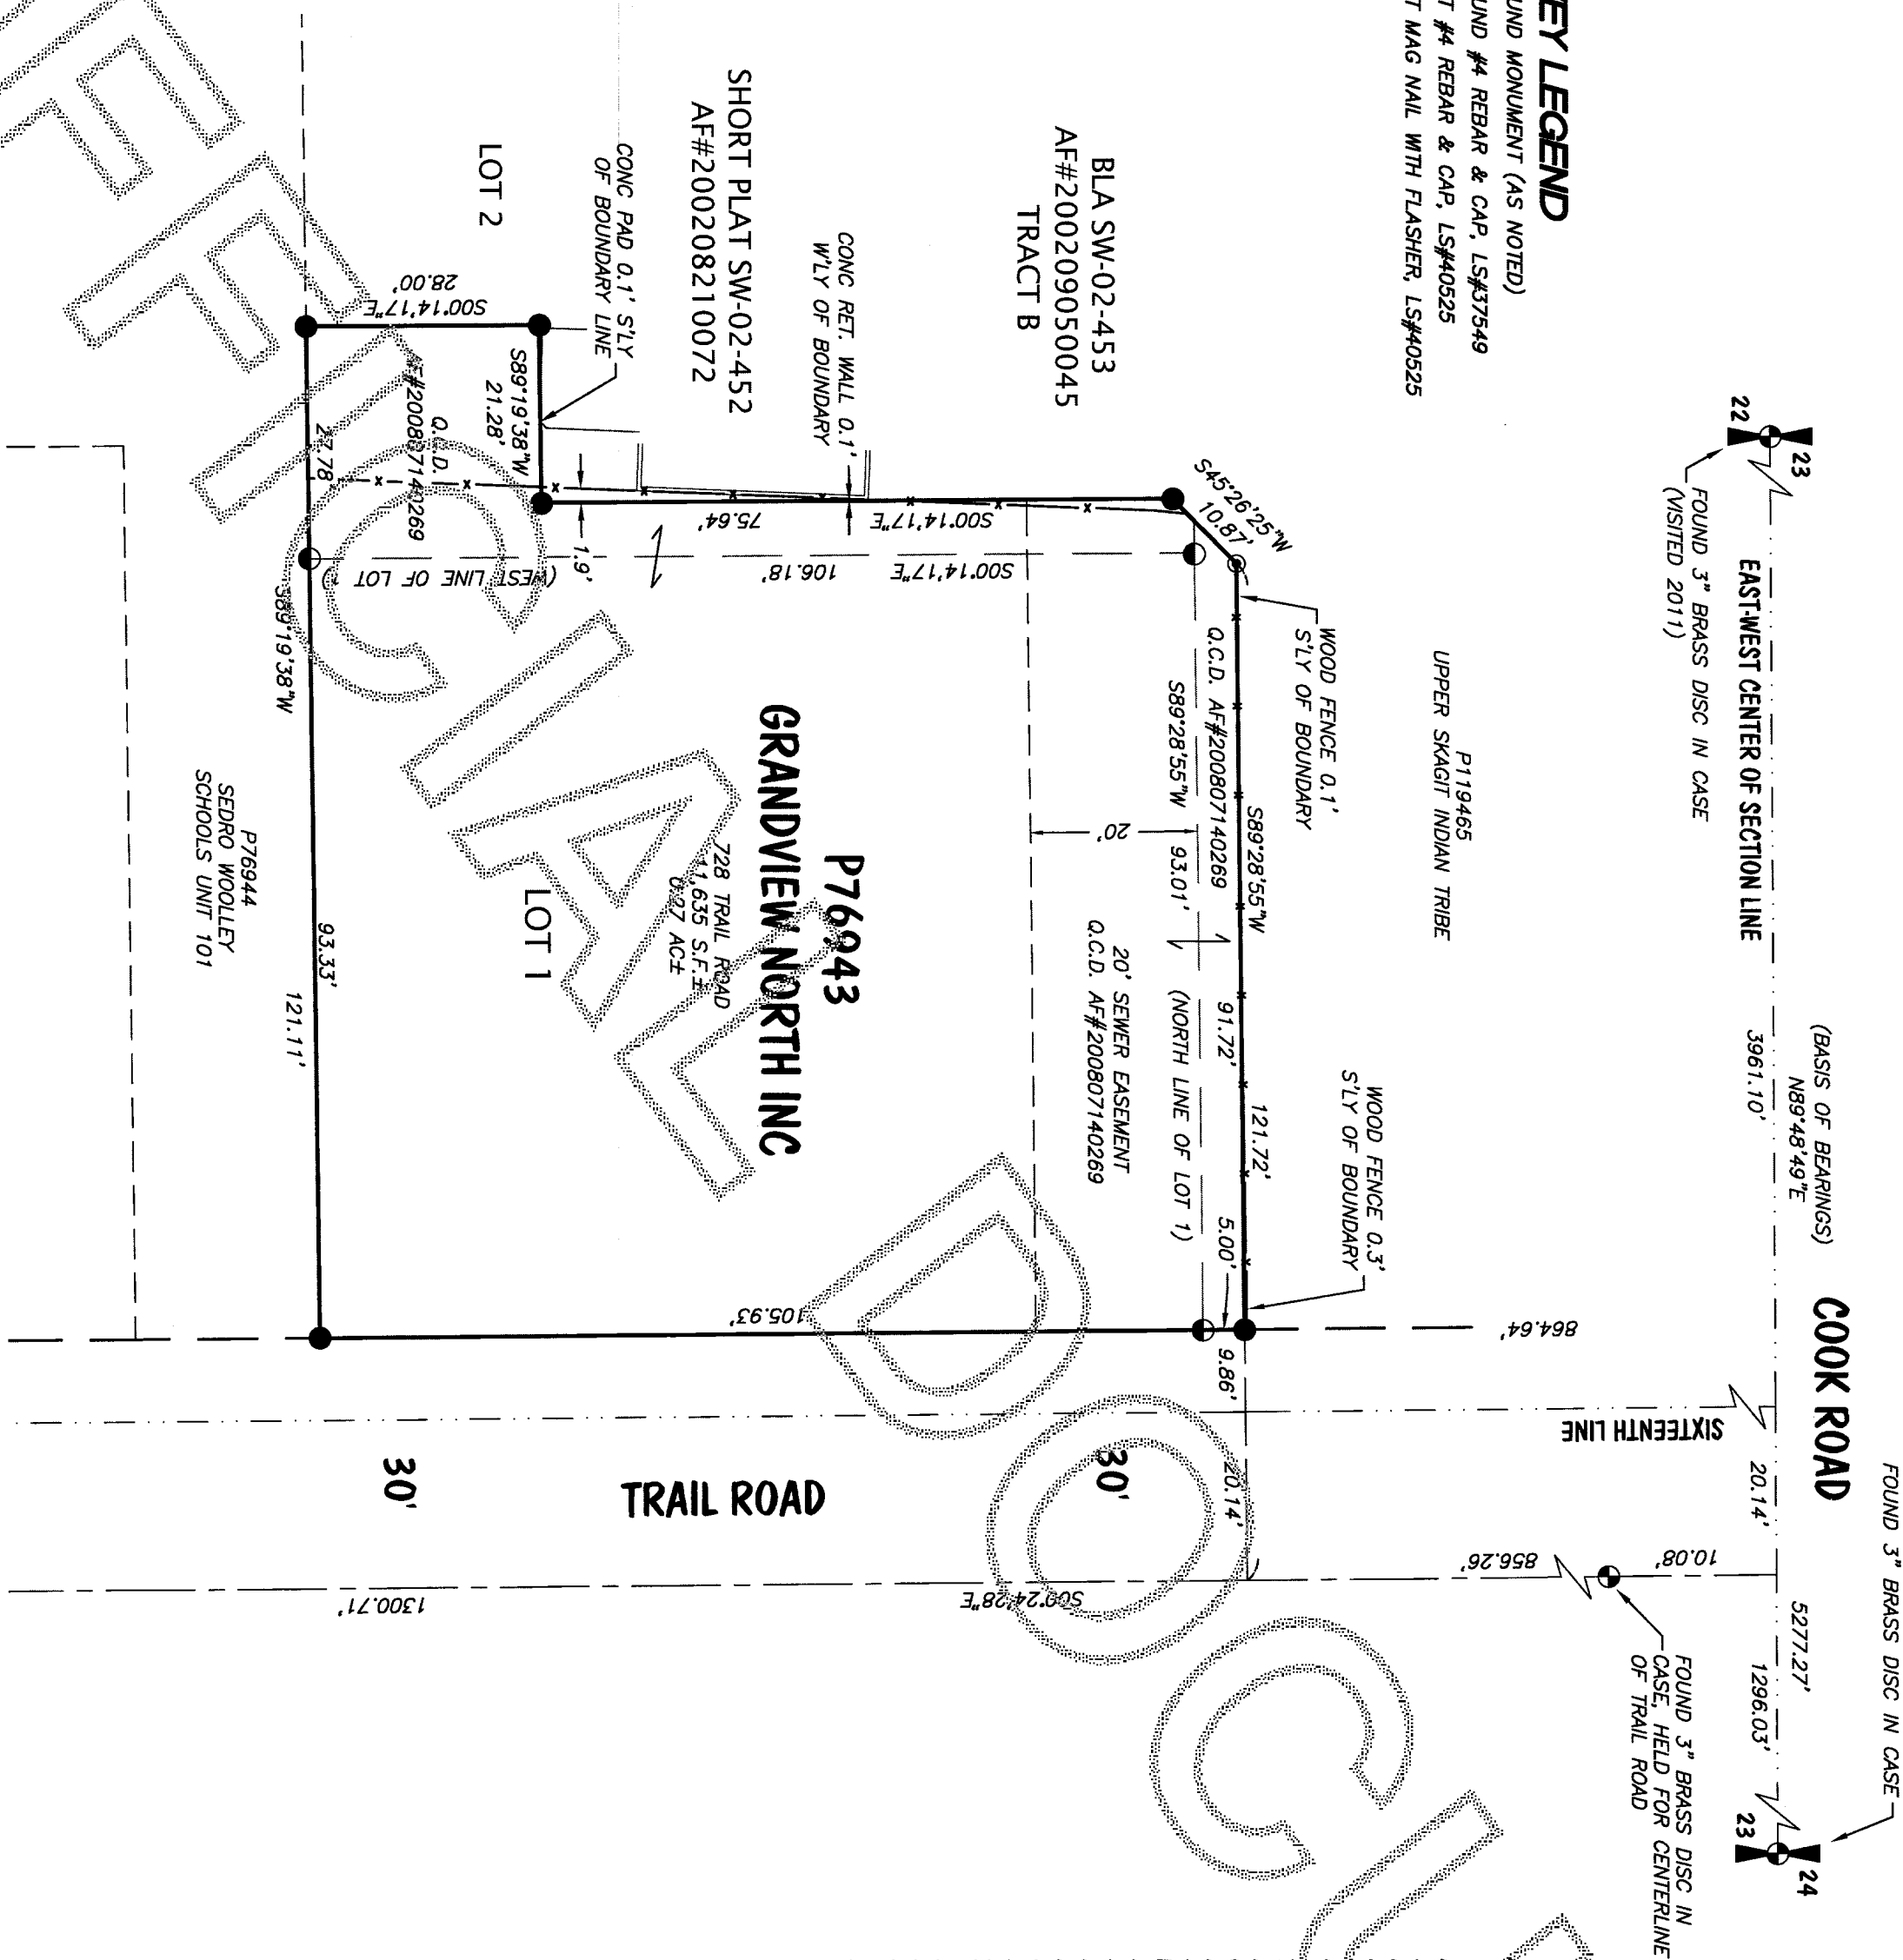 EY LEGEND
UND MONUMENT (AS NOTED)
UND #4 REBAR & CAP, LS#37549
T #4 REBAR & CAP, LS#40525
T MAG NAIL WITH FLASHER, LS#40525
FOUND 3" BRASS DISC IN CASE
COOK ROAD
(BASIS OF BEARINGS)
N89°48'49"E
5277.27'
3961.10'
20.14'
1296.03'
22
23
23
24
EAST-WEST CENTER OF SECTION LINE
FOUND 3" BRASS DISC IN CASE
(VISITED 2011)
FOUND 3" BRASS DISC IN
CASE, HELD FOR CENTERLINE
OF TRAIL ROAD
10.08'
856.26'
SIXTEENTH LINE
864.64'
P119465
UPPER SKAGIT INDIAN TRIBE
WOOD FENCE 0.1'
S'LY OF BOUNDARY
WOOD FENCE 0.3'
S'LY OF BOUNDARY
S45°26'25"W
10.87'
S89°28'55"W
121.72'
Q.C.D. AF#200807140269
91.72'
5.00'
9.86'
20.14'
S89°28'55"W
93.01'
(NORTH LINE OF LOT 1)
20'
20' SEWER EASEMENT
Q.C.D. AF#200807140269
BLA SW-02-453
AF#200209050045
TRACT B
CONC RET. WALL 0.1'
W'LY OF BOUNDARY
S00°14'17"E
75.64'
S00°14'17"E
106.18'
(WEST LINE OF LOT 1)
1.9'
SHORT PLAT SW-02-452
AF#200208210072
CONC PAD 0.1' S'LY
OF BOUNDARY LINE
LOT 2
S89°19'38"W
21.28'
S00°14'17"E
28.00'
Q.C.D.
AF#200807140269
27.78'
P76943
GRANDVIEW NORTH INC
728 TRAIL ROAD
11,635 S.F.±
0.27 AC±
LOT 1
105.93'
30'
30'
TRAIL ROAD
S00°24'28"E
1300.71'
S89°19'38"W
93.33'
121.11'
P76944
SEDRO WOOLLEY
SCHOOLS UNIT 101